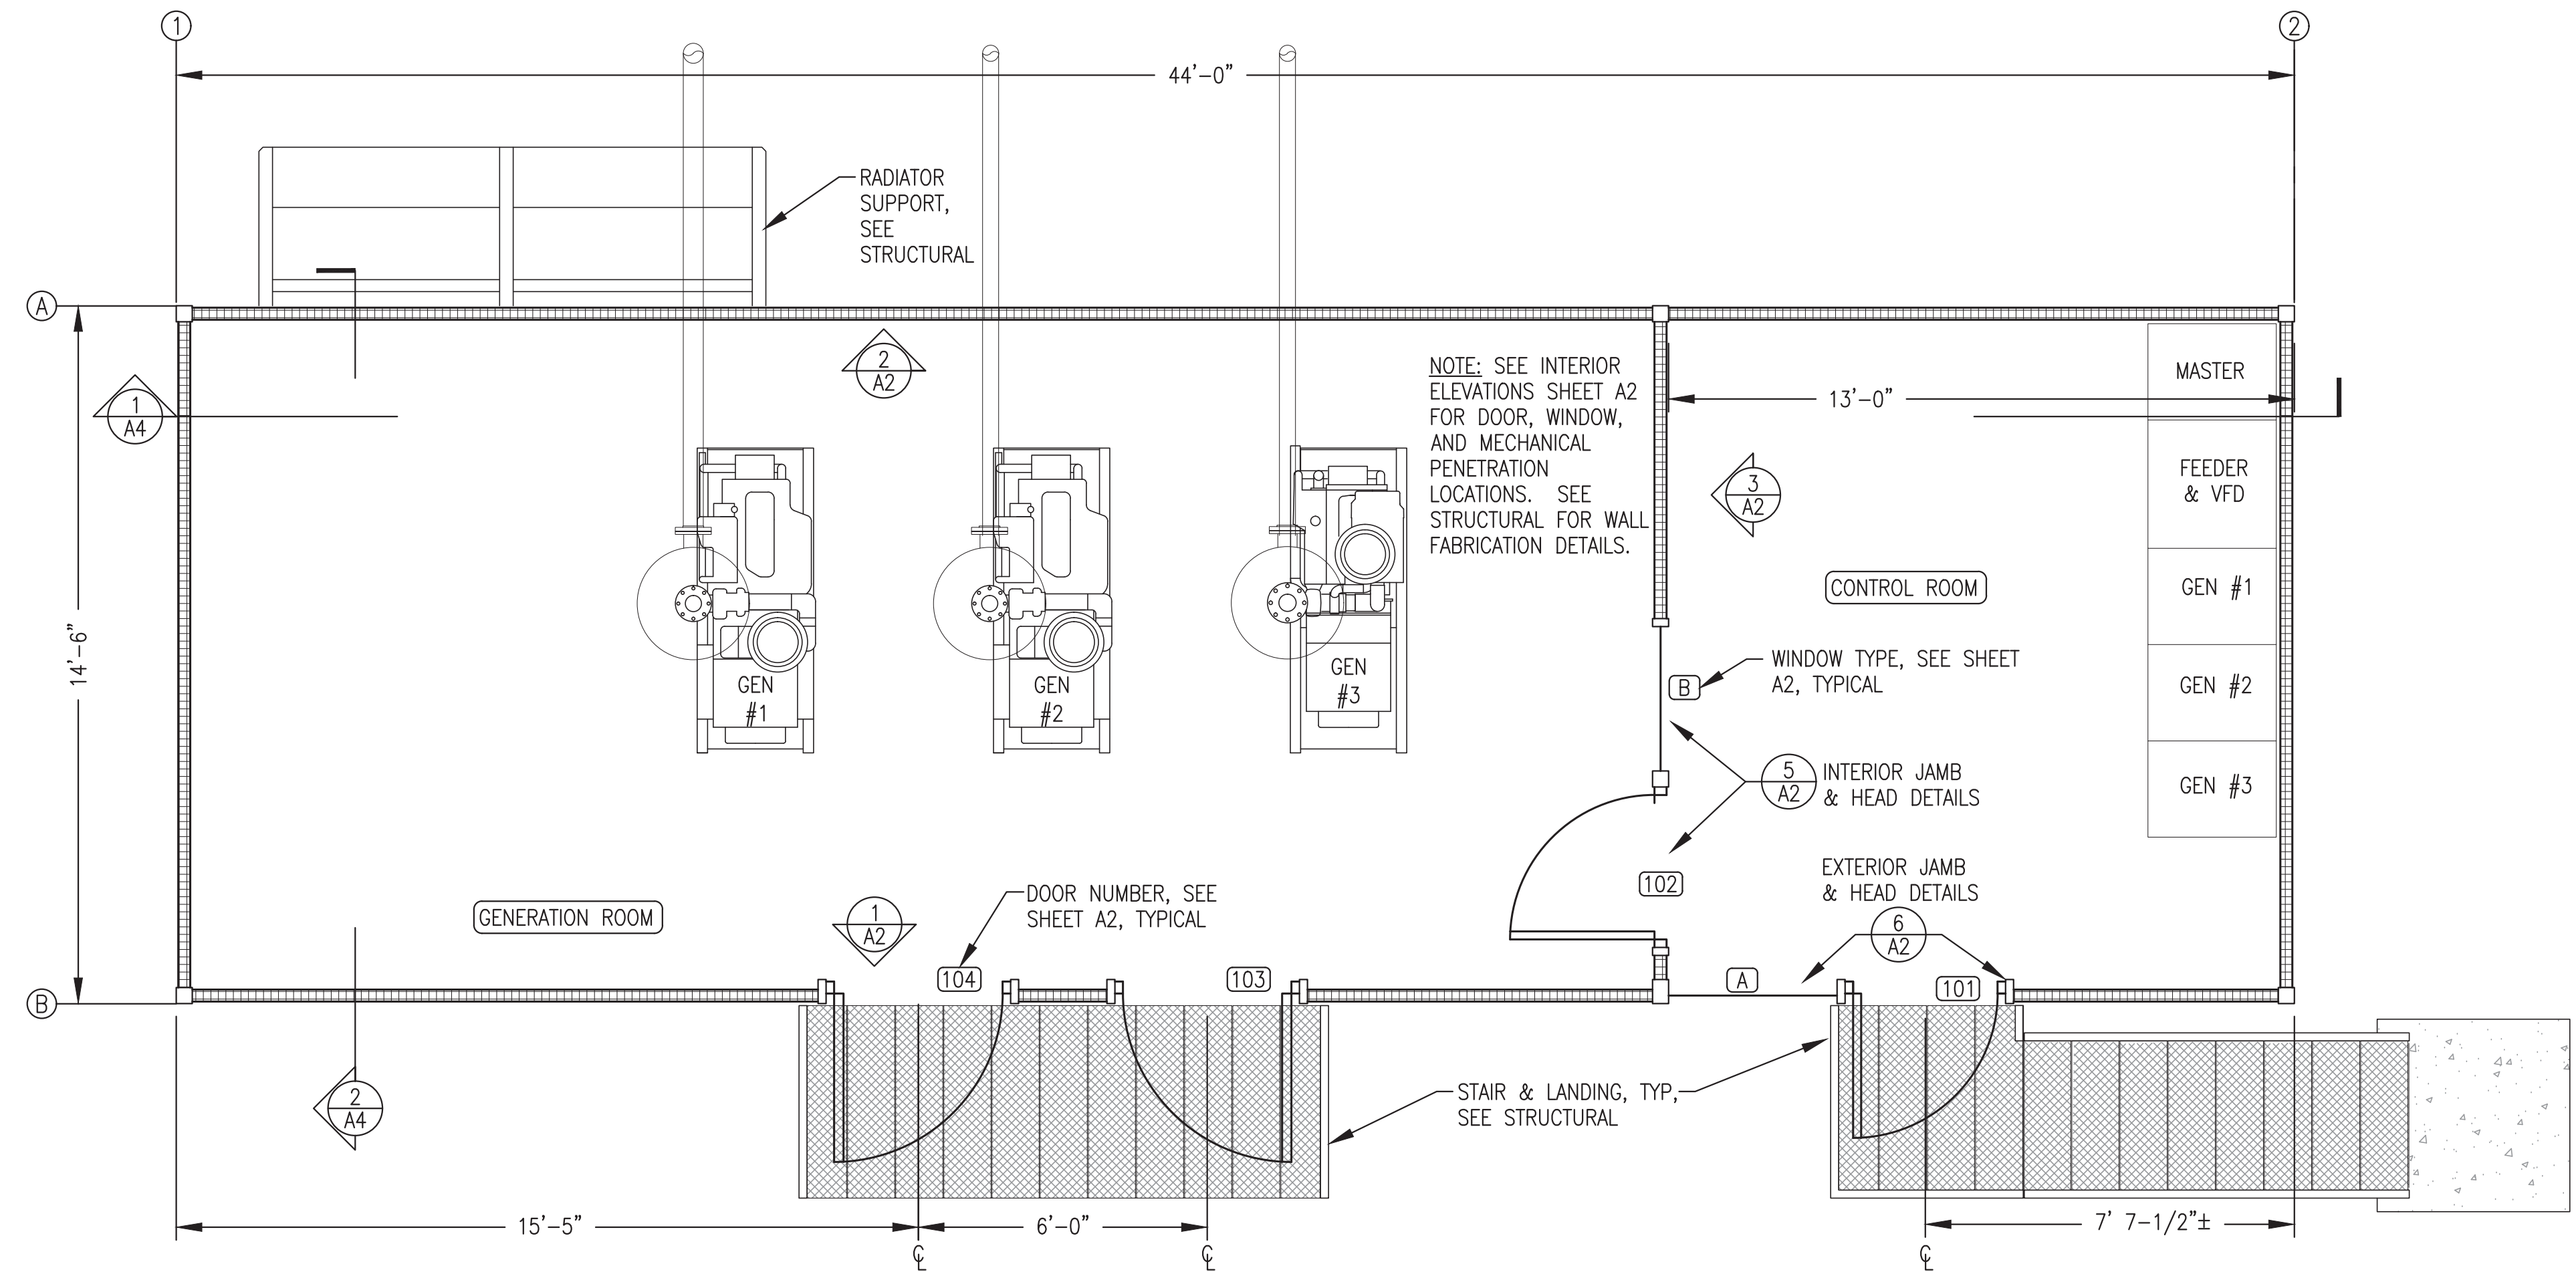 1
2
44'-0"
RADIATOR
SUPPORT,
SEE
STRUCTURAL
A
2
A2
1
A4
NOTE: SEE INTERIOR
ELEVATIONS SHEET A2
FOR DOOR, WINDOW,
AND MECHANICAL
PENETRATION
LOCATIONS. SEE
STRUCTURAL FOR WALL
FABRICATION DETAILS.
13'-0"
MASTER
FEEDER
& VFD
GEN #1
GEN #2
GEN #3
3
A2
CONTROL ROOM
14'-6"
GEN
#1
GEN
#2
GEN
#3
B
WINDOW TYPE, SEE SHEET
A2, TYPICAL
5
A2
INTERIOR JAMB
& HEAD DETAILS
102
EXTERIOR JAMB
& HEAD DETAILS
6
A2
GENERATION ROOM
1
A2
DOOR NUMBER, SEE
SHEET A2, TYPICAL
104
103
A
101
B
2
A4
STAIR & LANDING, TYP,
SEE STRUCTURAL
15'-5"
6'-0"
7' 7-1/2"±
℄
℄
℄